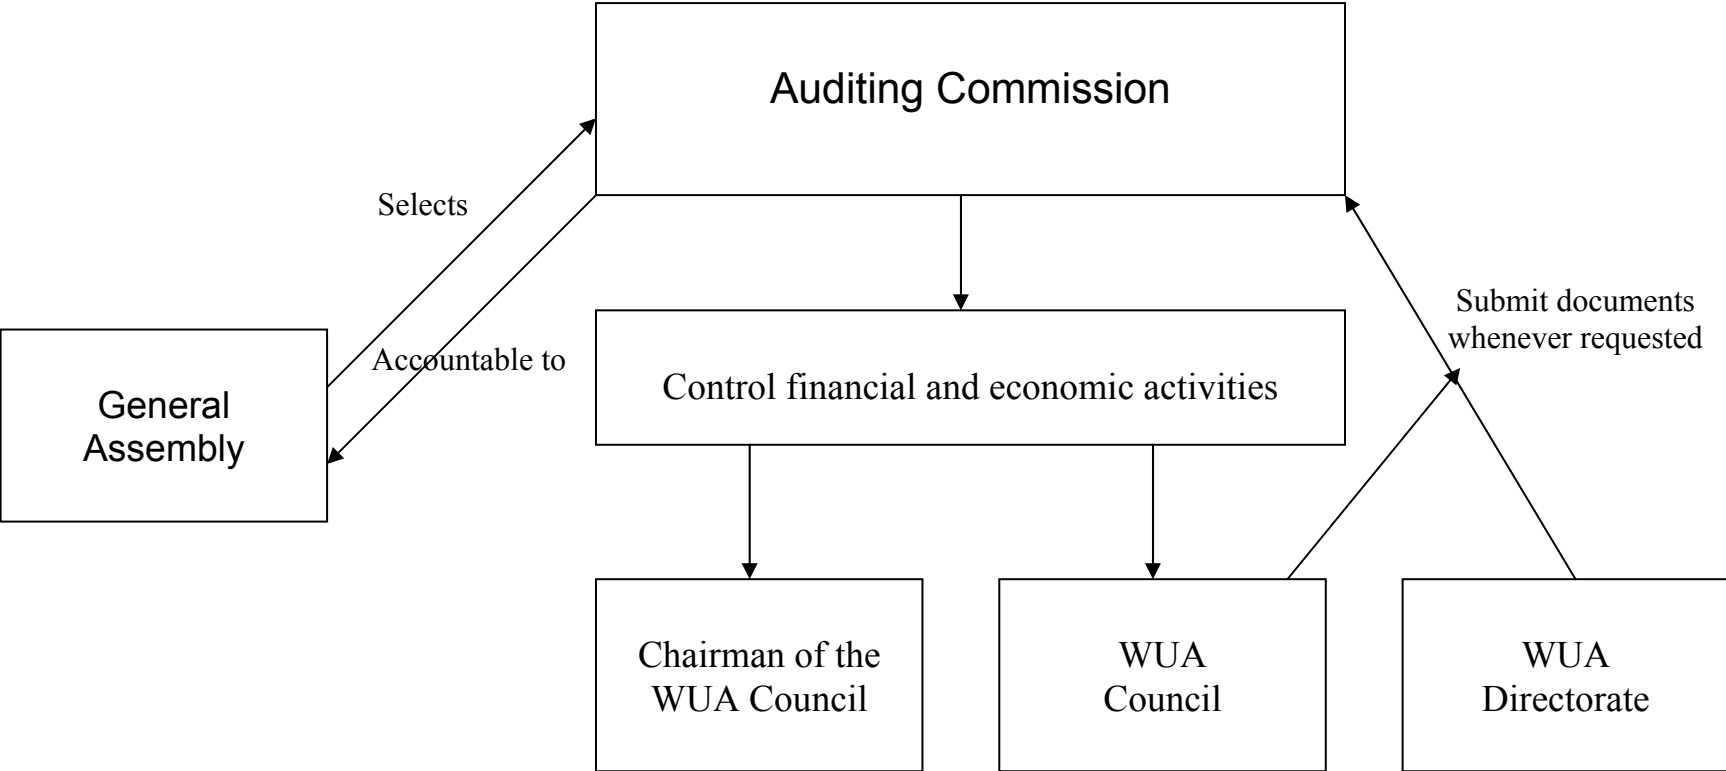 Auditing Commission
Selects
Submit documents
whenever requested
Accountable to
Control financial and economic activities
General
Assembly
Chairman of the
WUA Council
WUA
Council
WUA
Directorate